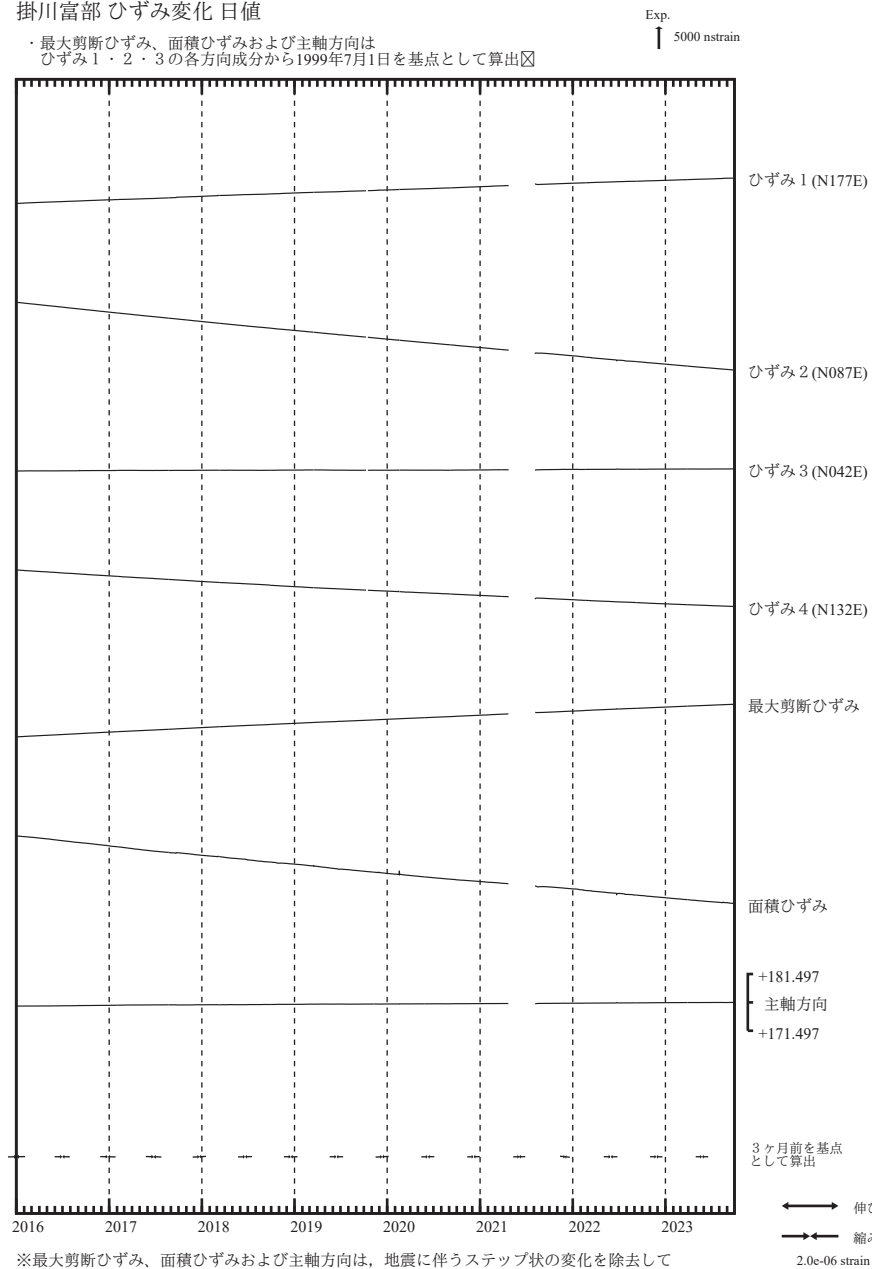 掛川富部 ひずみ変化 日値
・最大剪断ひずみ、面積ひずみおよび主軸方向は
ひずみ１・２・３の各方向成分から1999年7月1日を基点として算出
Exp.
5000 nstrain
ひずみ１(N177E)
ひずみ２(N087E)
ひずみ３(N042E)
ひずみ４(N132E)
最大剪断ひずみ
面積ひずみ
+181.497
主軸方向
+171.497
３ヶ月前を基点
として算出
2016 2017 2018 2019 2020 2021 2022 2023
伸び
縮み
2.0e-06 strain
※最大剪断ひずみ、面積ひずみおよび主軸方向は，地震に伴うステップ状の変化を除去して